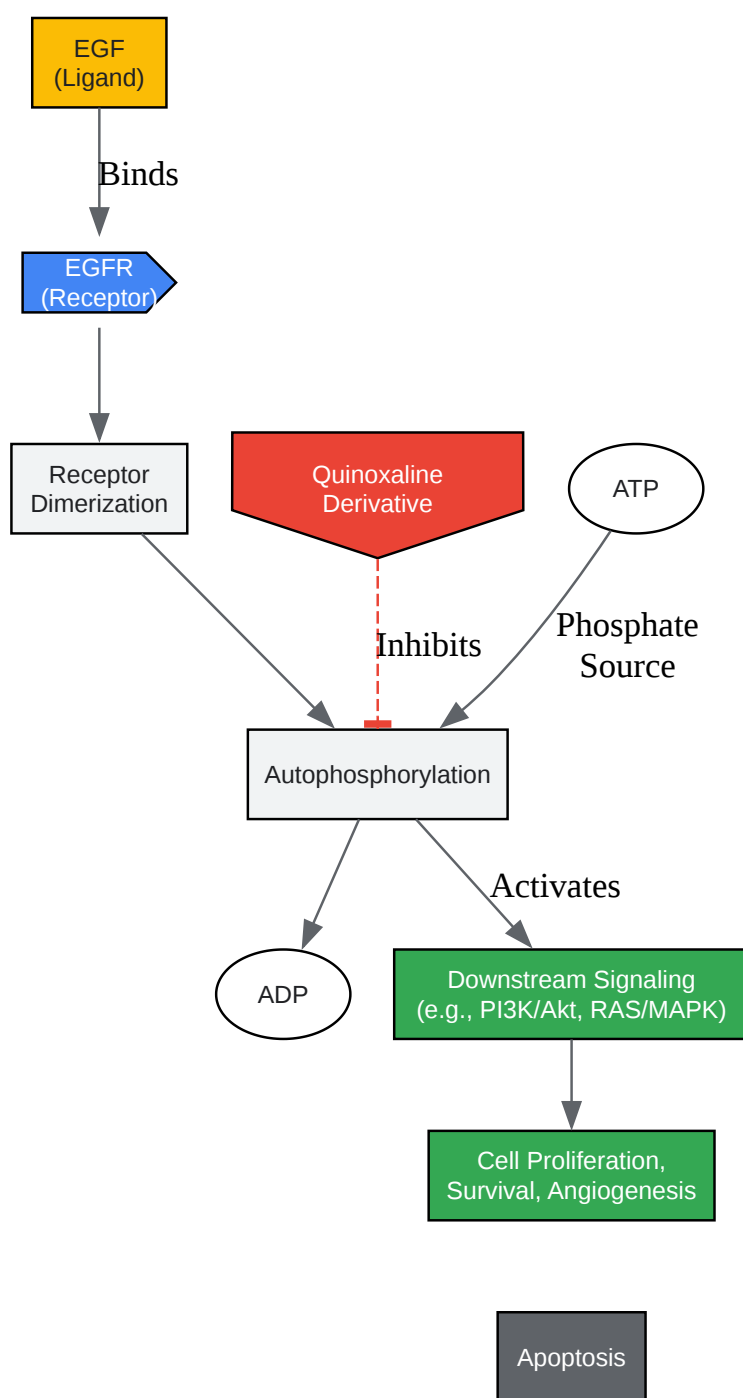 EGF
(Ligand)
Binds
EGFR
(Receptor)
Receptor
Dimerization
Quinoxaline
Derivative
ATP
Inhibits
Phosphate
Source
Autophosphorylation
Activates
ADP
Downstream Signaling
(e.g., PI3K/Akt, RAS/MAPK)
Cell Proliferation,
Survival, Angiogenesis
Apoptosis